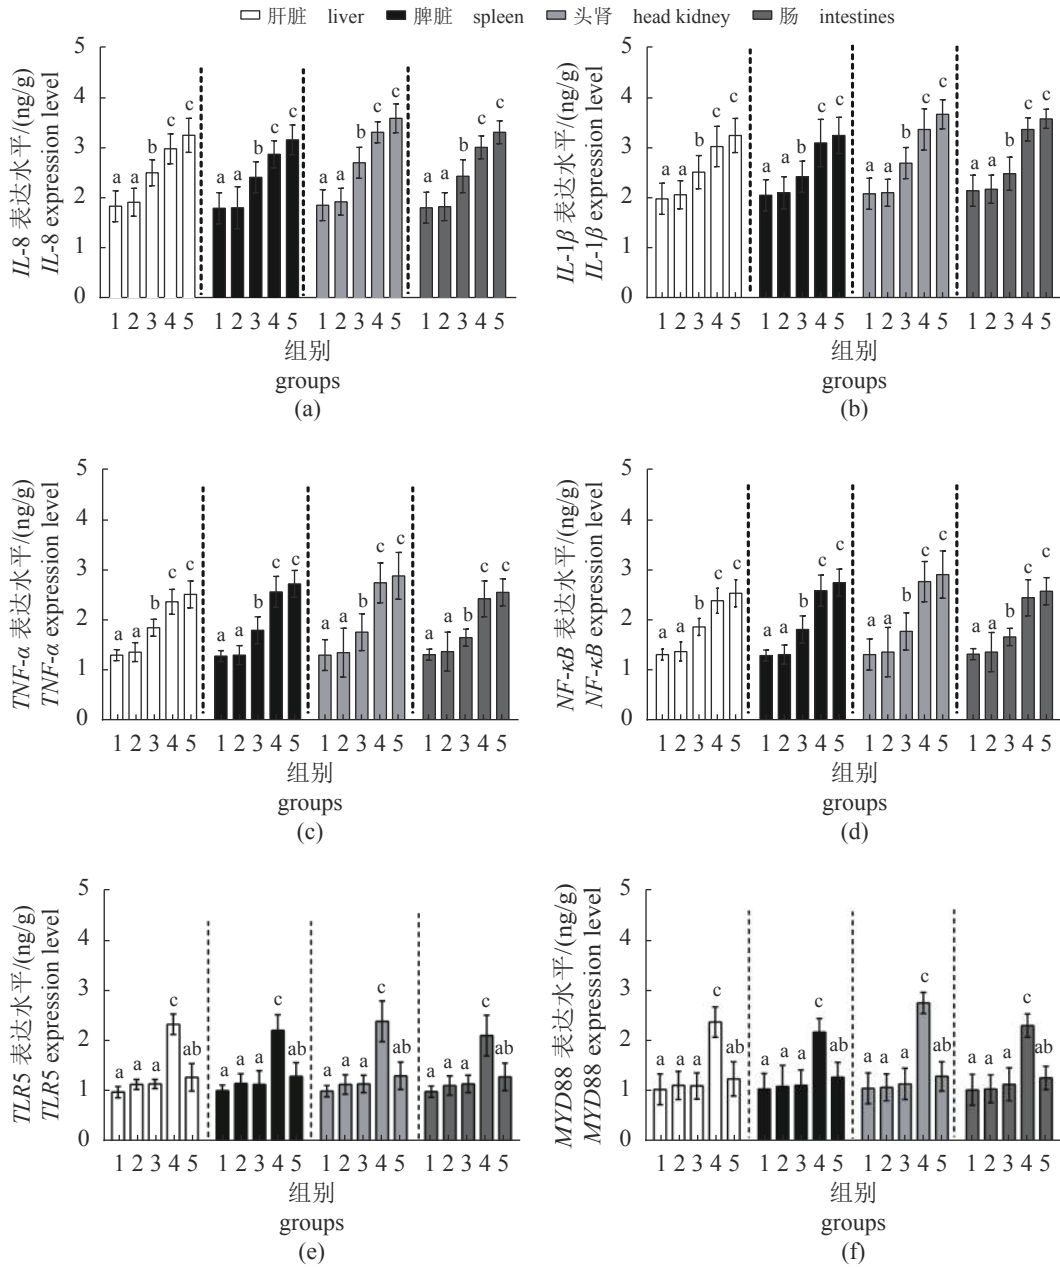 肝脏 liver 脾脏 spleen 头肾 head kidney 肠 intestines
IL-8 表达水平/(ng/g)
IL-8 expression level
5
4
3
2
1
0
a a b c c a a b c c a a b c c a a b c c
1 2 3 4 5 1 2 3 4 5 1 2 3 4 5 1 2 3 4 5
组别
groups
(a)
IL-1β 表达水平/(ng/g)
IL-1β expression level
5
4
3
2
1
0
a a b c c a a b c c a a b c c a a b c c
1 2 3 4 5 1 2 3 4 5 1 2 3 4 5 1 2 3 4 5
组别
groups
(b)
TNF-α 表达水平/(ng/g)
TNF-α expression level
5
4
3
2
1
0
a a b c c a a b c c a a b c c a a b c c
1 2 3 4 5 1 2 3 4 5 1 2 3 4 5 1 2 3 4 5
组别
groups
(c)
NF-κB 表达水平/(ng/g)
NF-κB expression level
5
4
3
2
1
0
a a b c c a a b c c a a b c c a a b c c
1 2 3 4 5 1 2 3 4 5 1 2 3 4 5 1 2 3 4 5
组别
groups
(d)
TLR5 表达水平/(ng/g)
TLR5 expression level
5
4
3
2
1
0
a a a c ab a a a c ab a a a c ab a a a c ab
1 2 3 4 5 1 2 3 4 5 1 2 3 4 5 1 2 3 4 5
组别
groups
(e)
MYD88 表达水平/(ng/g)
MYD88 expression level
5
4
3
2
1
0
a a a c ab a a a c ab a a a c ab a a a c ab
1 2 3 4 5 1 2 3 4 5 1 2 3 4 5 1 2 3 4 5
组别
groups
(f)